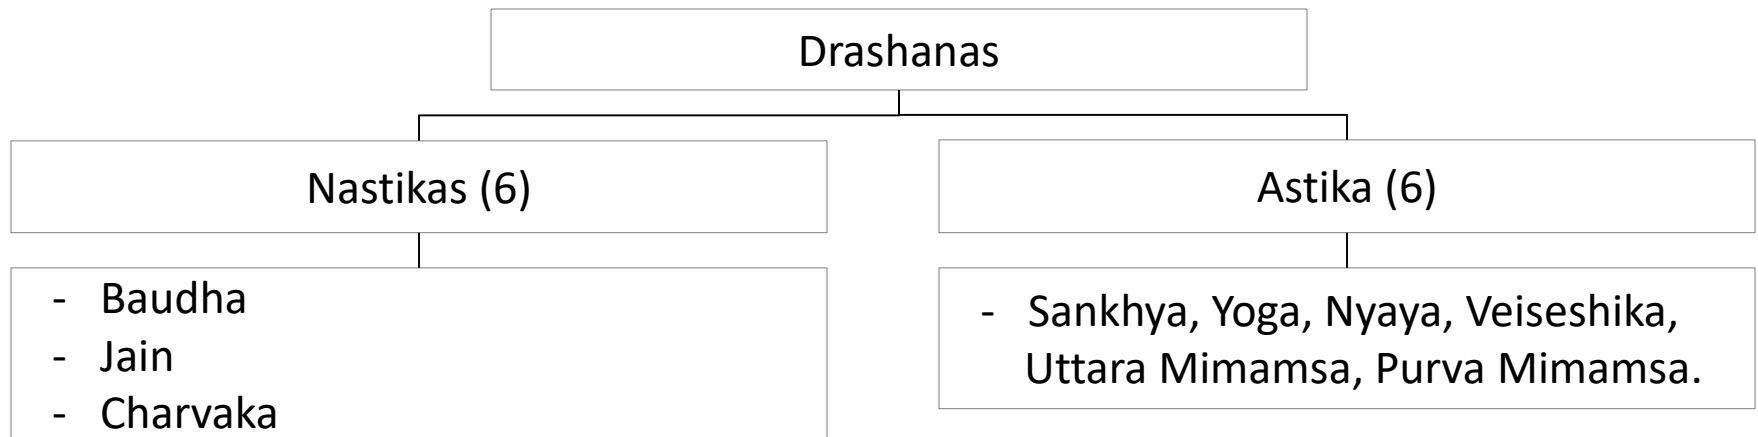 Drashanas
Nastikas (6)
Astika (6)
- Baudha
- Jain
- Charvaka
- Sankhya, Yoga, Nyaya, Veiseshika,
Uttara Mimamsa, Purva Mimamsa.